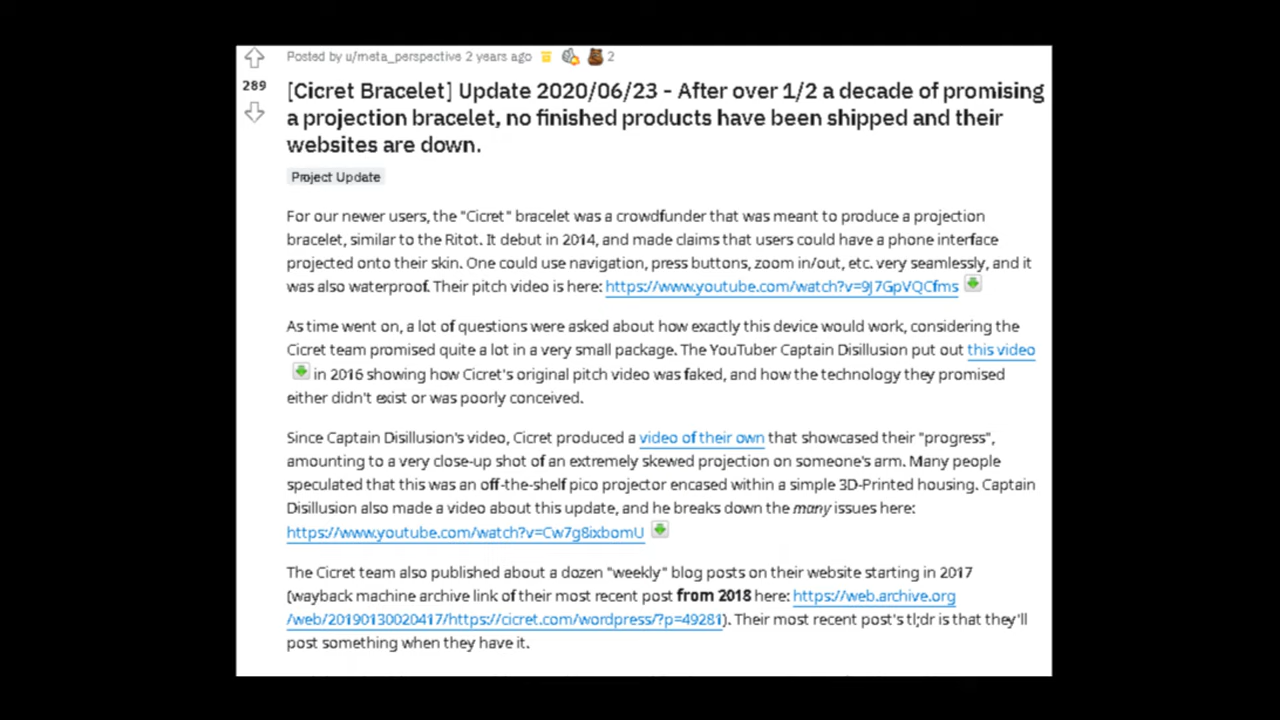 Posted by u/meta_perspective 2 years ago 2
289
[Cicret Bracelet] Update 2020/06/23 - After over 1/2 a decade of promising
a projection bracelet, no finished products have been shipped and their
websites are down.
Project Update
For our newer users, the "Cicret" bracelet was a crowdfunder that was meant to produce a projection
bracelet, similar to the Ritot. It debut in 2014, and made claims that users could have a phone interface
projected onto their skin. One could use navigation, press buttons, zoom in/out, etc. very seamlessly, and it
was also waterproof. Their pitch video is here: https://www.youtube.com/watch?v=9J7GpVQCfms
As time went on, a lot of questions were asked about how exactly this device would work, considering the
Cicret team promised quite a lot in a very small package. The YouTuber Captain Disillusion put out this video
in 2016 showing how Cicret's original pitch video was faked, and how the technology they promised
either didn't exist or was poorly conceived.
Since Captain Disillusion's video, Cicret produced a video of their own that showcased their "progress",
amounting to a very close-up shot of an extremely skewed projection on someone's arm. Many people
speculated that this was an off-the-shelf pico projector encased within a simple 3D-Printed housing. Captain
Disillusion also made a video about this update, and he breaks down the many issues here:
https://www.youtube.com/watch?v=Cw7g8ixbomU
The Cicret team also published about a dozen "weekly" blog posts on their website starting in 2017
(wayback machine archive link of their most recent post from 2018 here: https://web.archive.org
/web/20190130020417/https://cicret.com/wordpress/?p=49281). Their most recent post's tl;dr is that they'll
post something when they have it.